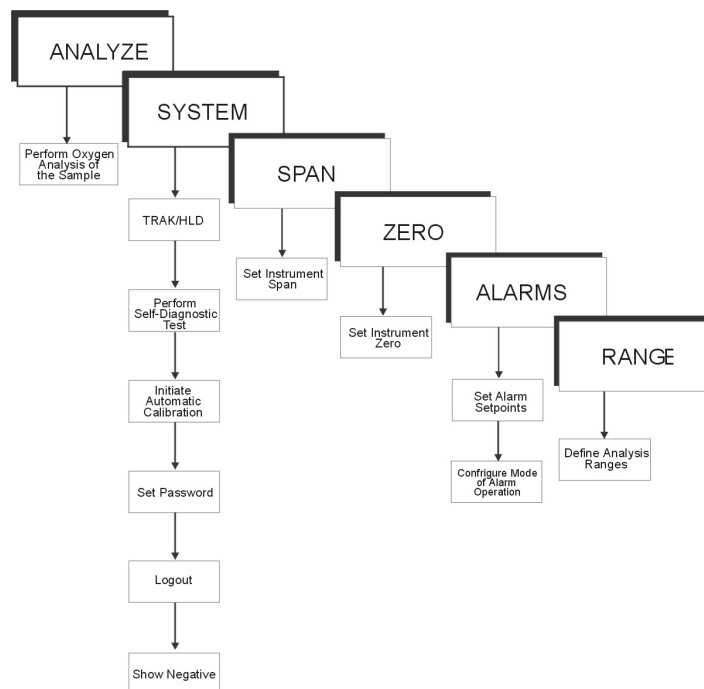 ANALYZE
Perform Oxygen
Analysis of
the Sample
SYSTEM
TRAK/HLD
Perform
Self-Diagnostic
Test
Initiate
Automatic
Calibration
Set Password
Logout
Show Negative
SPAN
Set Instrument
Span
ZERO
Set Instrument
Zero
ALARMS
Set Alarm
Setpoints
Confrigure Mode
of Alarm
Operation
RANGE
Define Analysis
Ranges